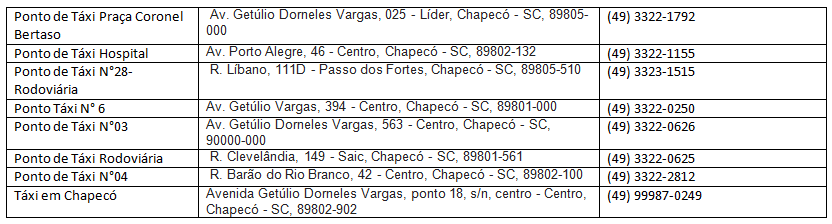 Ponto de Táxi Praça Coronel Bertaso
Av. Getúlio Dorneles Vargas, 025 - Líder, Chapecó - SC, 89805-
000
(49) 3322-1792
Ponto de Táxi Hospital
Av. Porto Alegre, 46 - Centro, Chapecó - SC, 89802-132
(49) 3322-1155
Ponto de Táxi N°28-
Rodoviária
R. Líbano, 111D - Passo dos Fortes, Chapecó - SC, 89805-510
(49) 3323-1515
Ponto Táxi N° 6
Av. Getúlio Vargas, 394 - Centro, Chapecó - SC, 89801-000
(49) 3322-0250
Ponto de Táxi N°03
Av. Getúlio Dorneles Vargas, 563 - Centro, Chapecó - SC,
90000-000
(49) 3322-0626
Ponto de Táxi Rodoviária
R. Clevelândia, 149 - Saic, Chapecó - SC, 89801-561
(49) 3322-0625
Ponto de Táxi N°04
R. Barão do Rio Branco, 42 - Centro, Chapecó - SC, 89802-100
(49) 3322-2812
Táxi em Chapecó
Avenida Getúlio Dorneles Vargas, ponto 18, s/n, centro - Centro,
Chapecó - SC, 89802-902
(49) 99987-0249